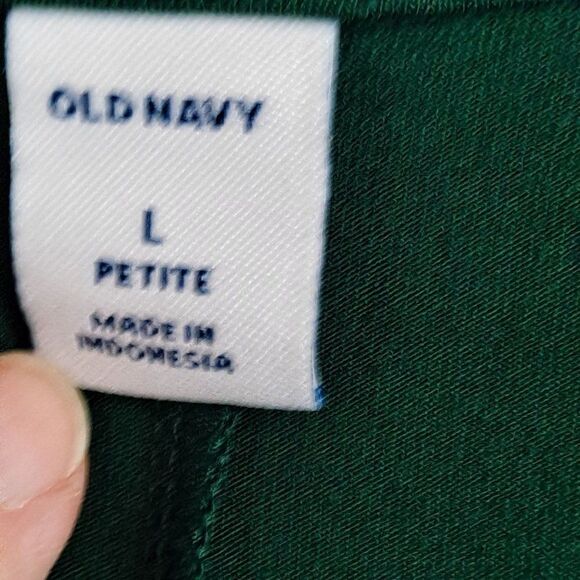 OLD NAVY
L
PETITE
MADE IN
INDONESIA